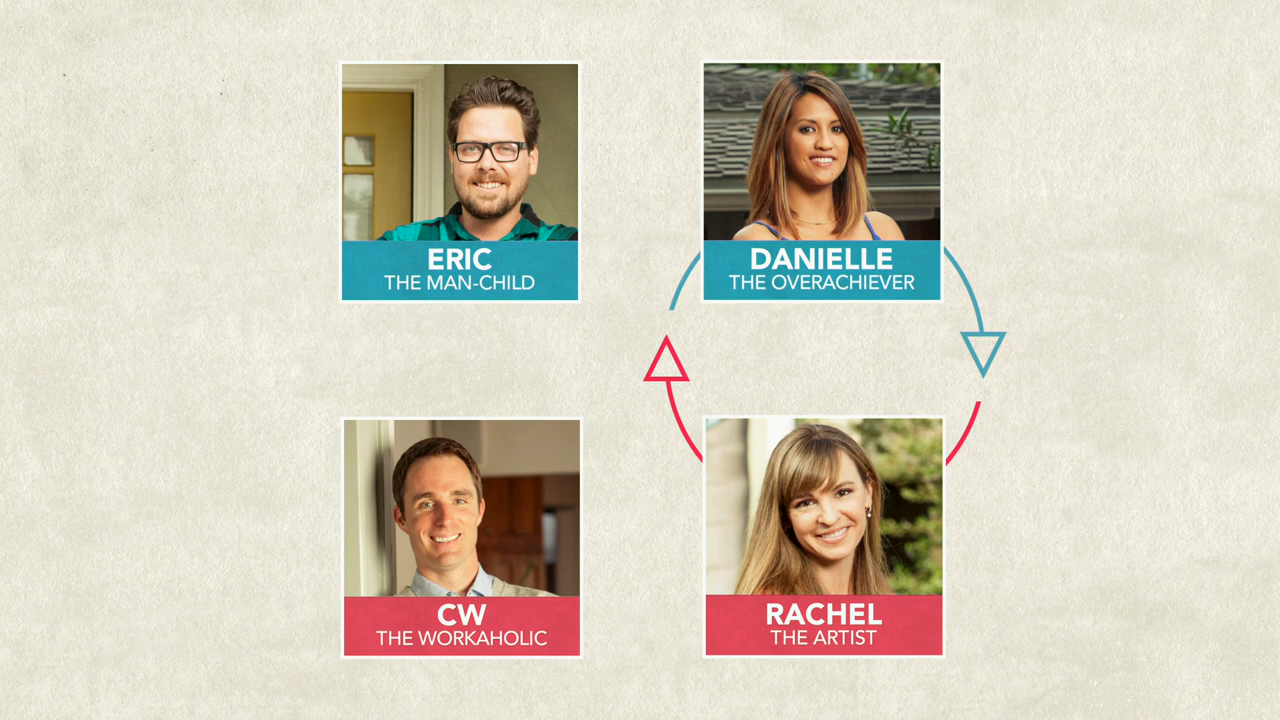 ERIC
THE MAN-CHILD
DANIELLE
THE OVERACHIEVER
CW
THE WORKAHOLIC
RACHEL
THE ARTIST